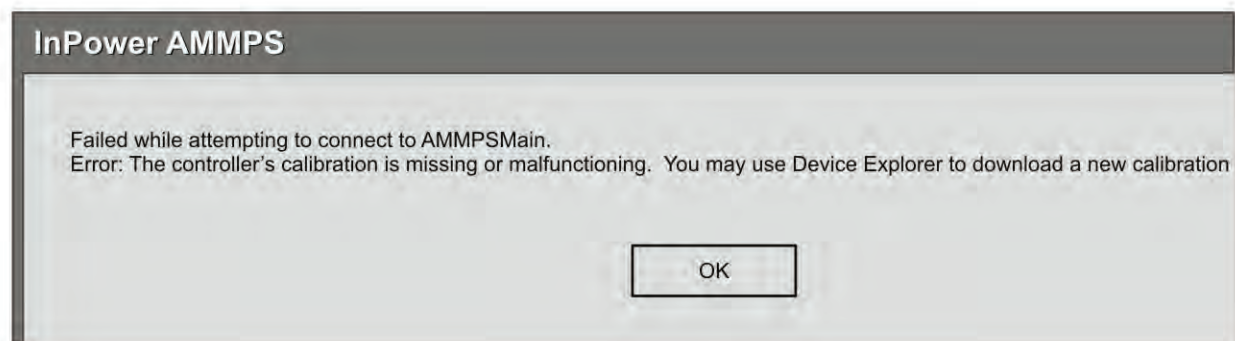 InPower AMMPS
Failed while attempting to connect to AMMPSMain.
Error: The controller's calibration is missing or malfunctioning. You may use Device Explorer to download a new calibration
OK